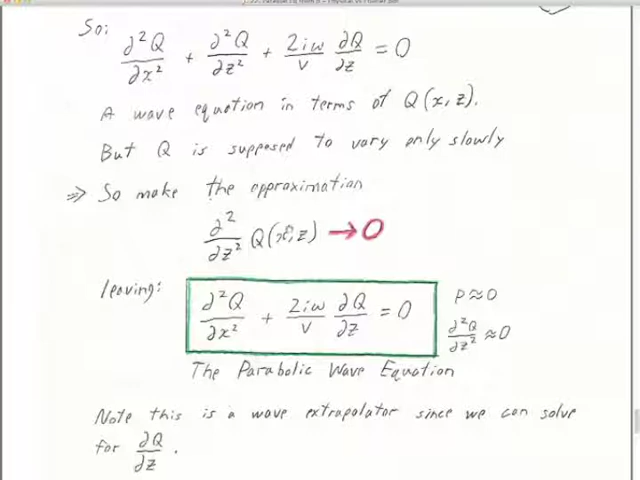 So:
∂²Q/∂x² + ∂²Q/∂z² + 2iω/v ∂Q/∂z = 0
A wave equation in terms of Q(x,z).
But Q is supposed to vary only slowly
⇒ So make the approximation
∂²/∂z² Q(x,z) → 0
leaving:
∂²Q/∂x² + 2iω/v ∂Q/∂z = 0
p≈0
∂²Q/∂z² ≈0
The Parabolic Wave Equation
Note this is a wave extrapolator since we can solve
for ∂Q/∂z.